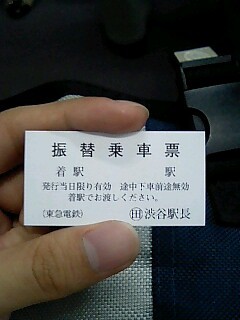 振替乗車票
着駅 駅
発行当日限り有効 途中下車前途無効
着駅でお渡しください。
(東急電鉄) 渋谷駅長